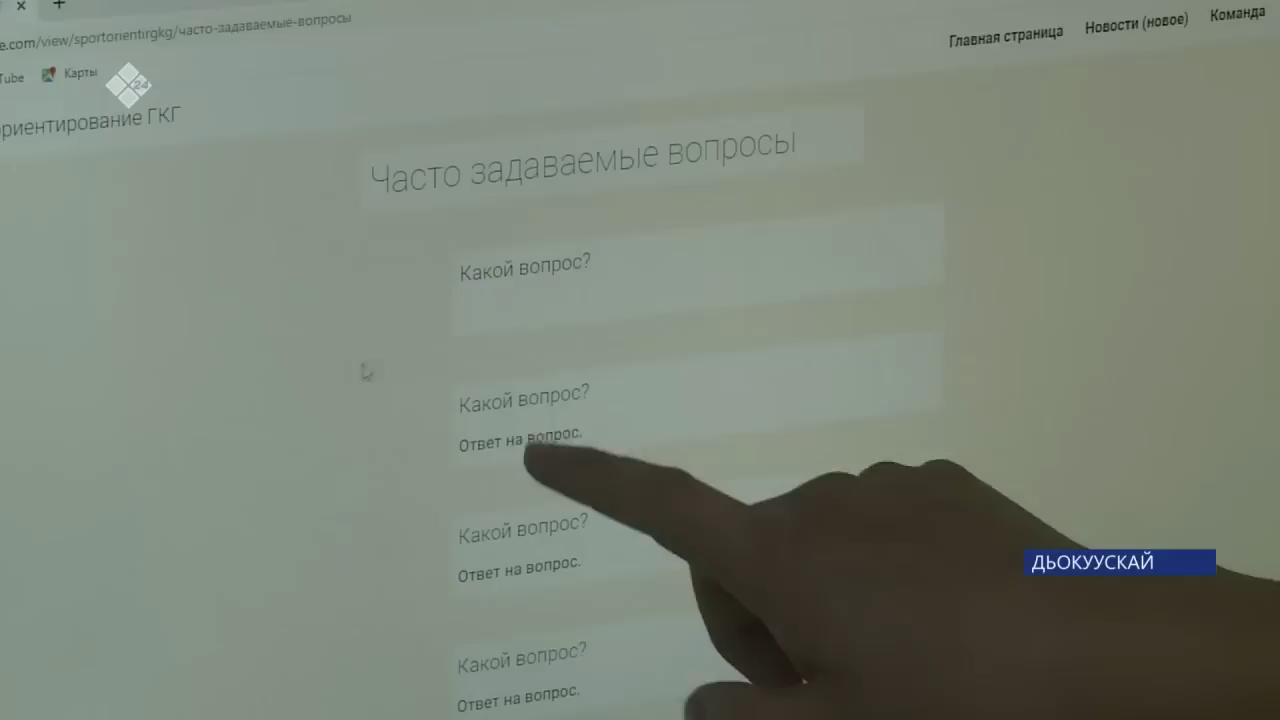 e.com/view/sportorientirgkg/часто-задаваемые-вопросы
Tube Карты
24
риентирование ГКГ
Главная страница Новости (новое) Команда
Часто задаваемые вопросы
Какой вопрос?
Какой вопрос?
Ответ на вопрос.
Какой вопрос?
Ответ на вопрос.
Какой вопрос?
Ответ на вопрос.
ДЬОКУУСКАЙ